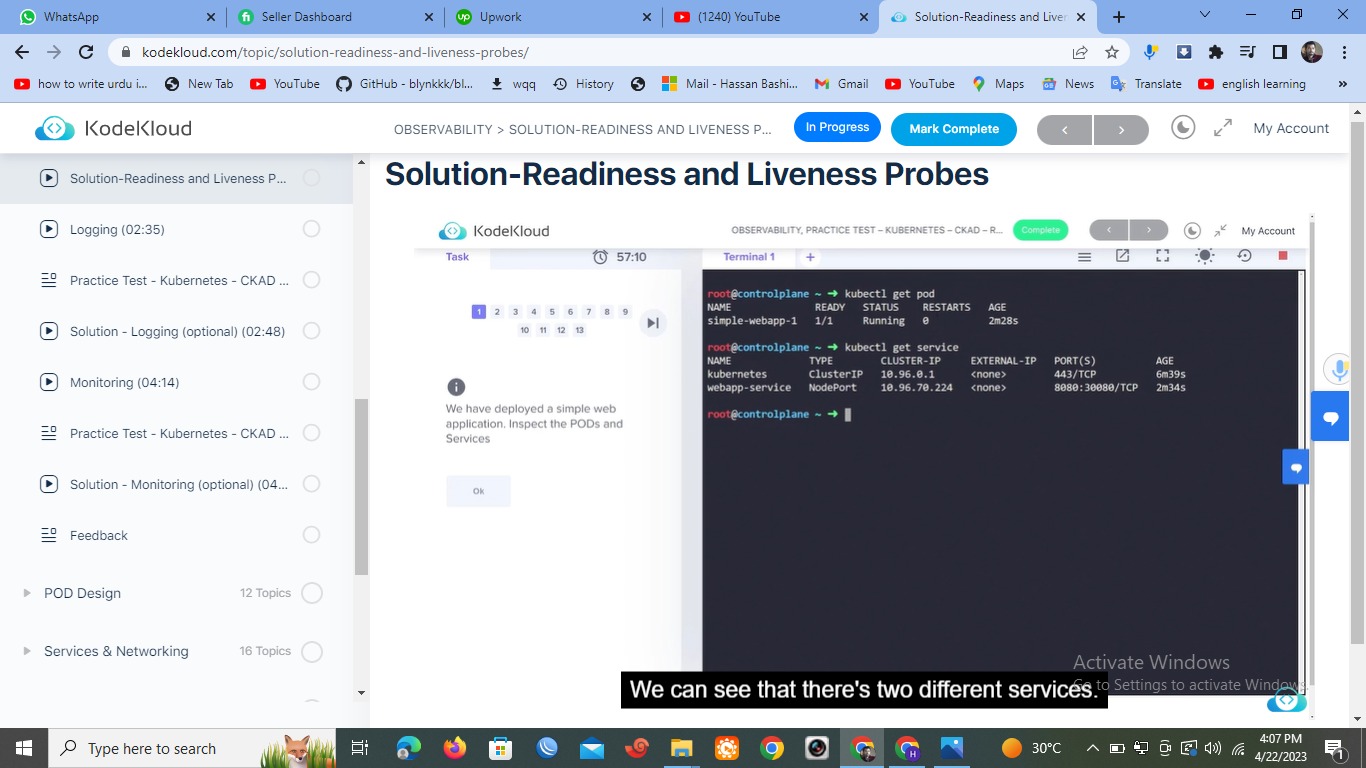 WhatsApp
Seller Dashboard
Upwork
(1240) YouTube
Solution-Readiness and Liver
kodekloud.com/topic/solution-readiness-and-liveness-probes/
how to write urdu i...
New Tab
YouTube
GitHub - blynkkk/bl...
wqq
History
Mail - Hassan Bashi...
Gmail
YouTube
Maps
News
Translate
english learning
»
KodeKloud
OBSERVABILITY > SOLUTION-READINESS AND LIVENESS P...
In Progress
Mark Complete
My Account
Solution-Readiness and Liveness P...
Logging (02:35)
Practice Test - Kubernetes - CKAD ...
Solution - Logging (optional) (02:48)
Monitoring (04:14)
Practice Test - Kubernetes - CKAD ...
Solution - Monitoring (optional) (04...
Feedback
POD Design 12 Topics
Services & Networking 16 Topics
Solution-Readiness and Liveness Probes
KodeKloud
OBSERVABILITY, PRACTICE TEST – KUBERNETES – CKAD – R...
Complete
My Account
Task
57:10
Terminal 1 +
1 2 3 4 5 6 7 8 9
10 11 12 13
We have deployed a simple web
application. Inspect the PODs and
Services
Ok
root@controlplane ~ ➜ kubectl get pod
NAME READY STATUS RESTARTS AGE
simple-webapp-1 1/1 Running 0 2m28s
root@controlplane ~ ➜ kubectl get service
NAME TYPE CLUSTER-IP EXTERNAL-IP PORT(S) AGE
kubernetes ClusterIP 10.96.0.1 <none> 443/TCP 6m39s
webapp-service NodePort 10.96.70.224 <none> 8080:30080/TCP 2m34s
root@controlplane ~ ➜
Activate Windows
Go to Settings to activate Windows.
We can see that there's two different services.
Type here to search
30°C
4:07 PM
4/22/2023
1